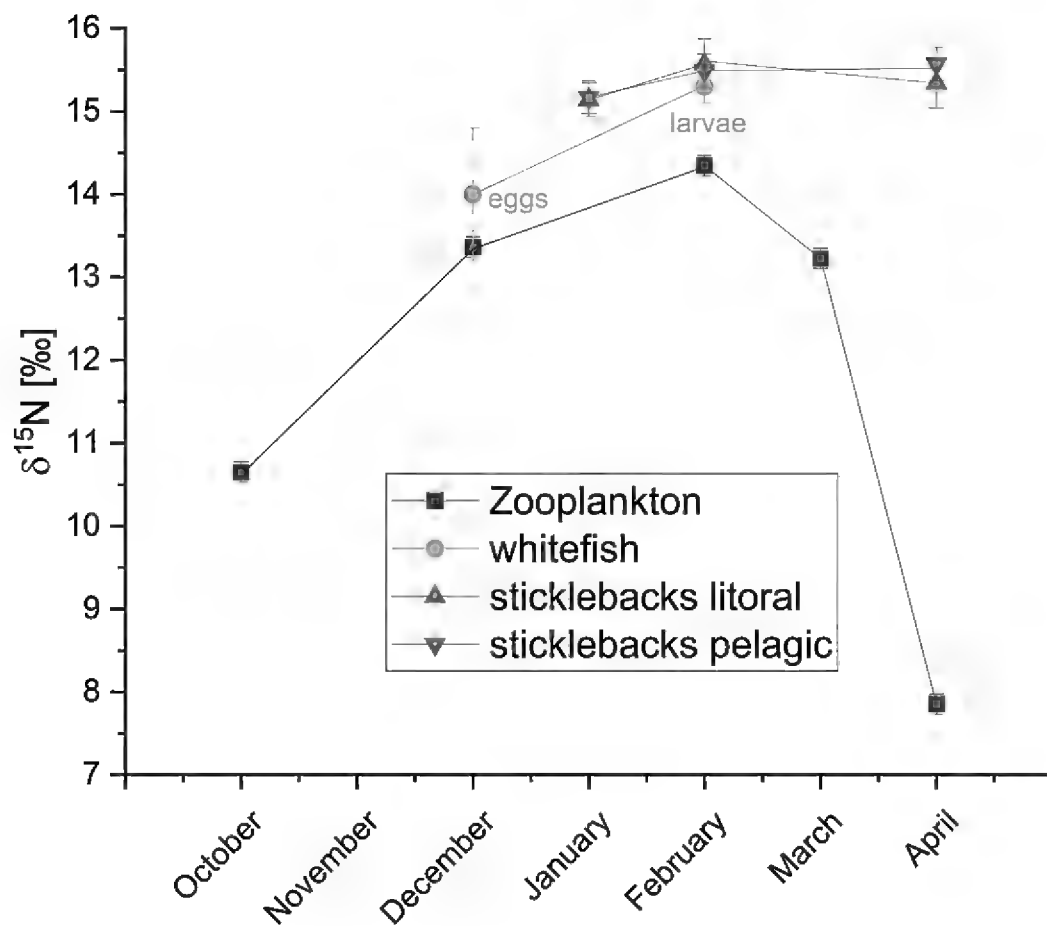 16
15
14
13
12
11
10
9
8
7
δ¹⁵N [‰]
larvae
eggs
Zooplankton
whitefish
sticklebacks litoral
sticklebacks pelagic
October
November
December
January
February
March
April